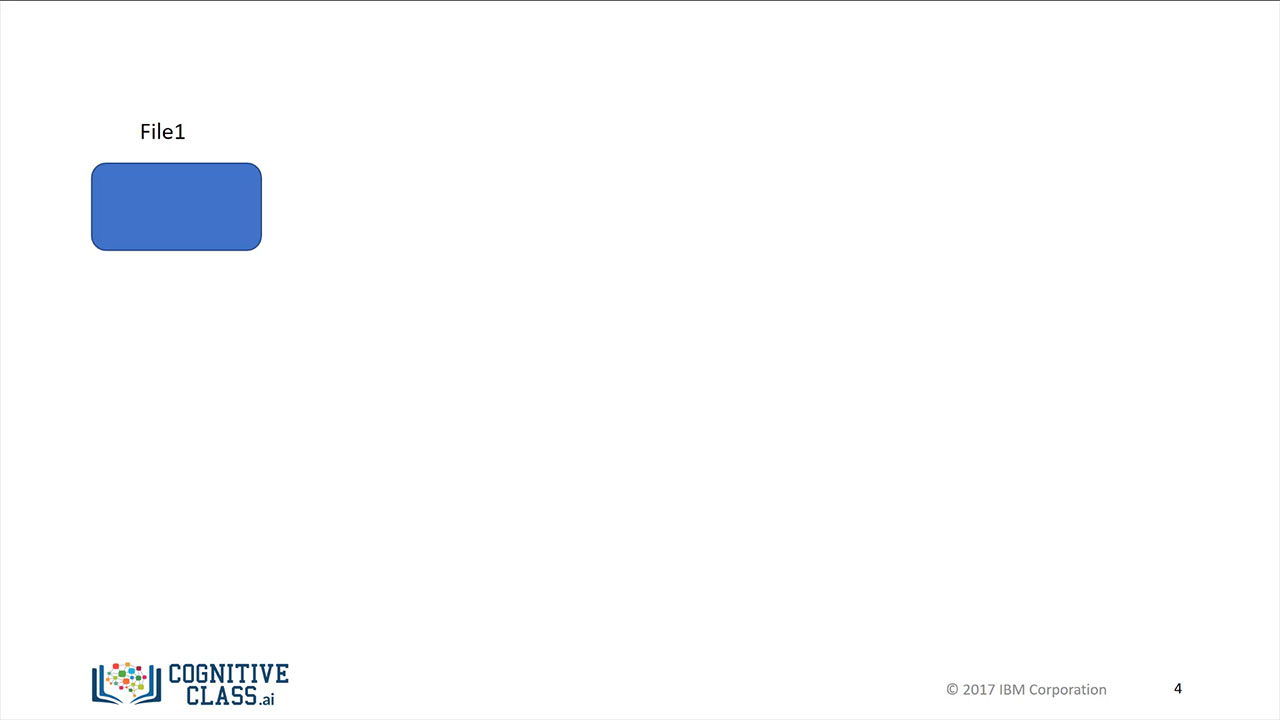 File1
COGNITIVE
CLASS.ai
© 2017 IBM Corporation
4